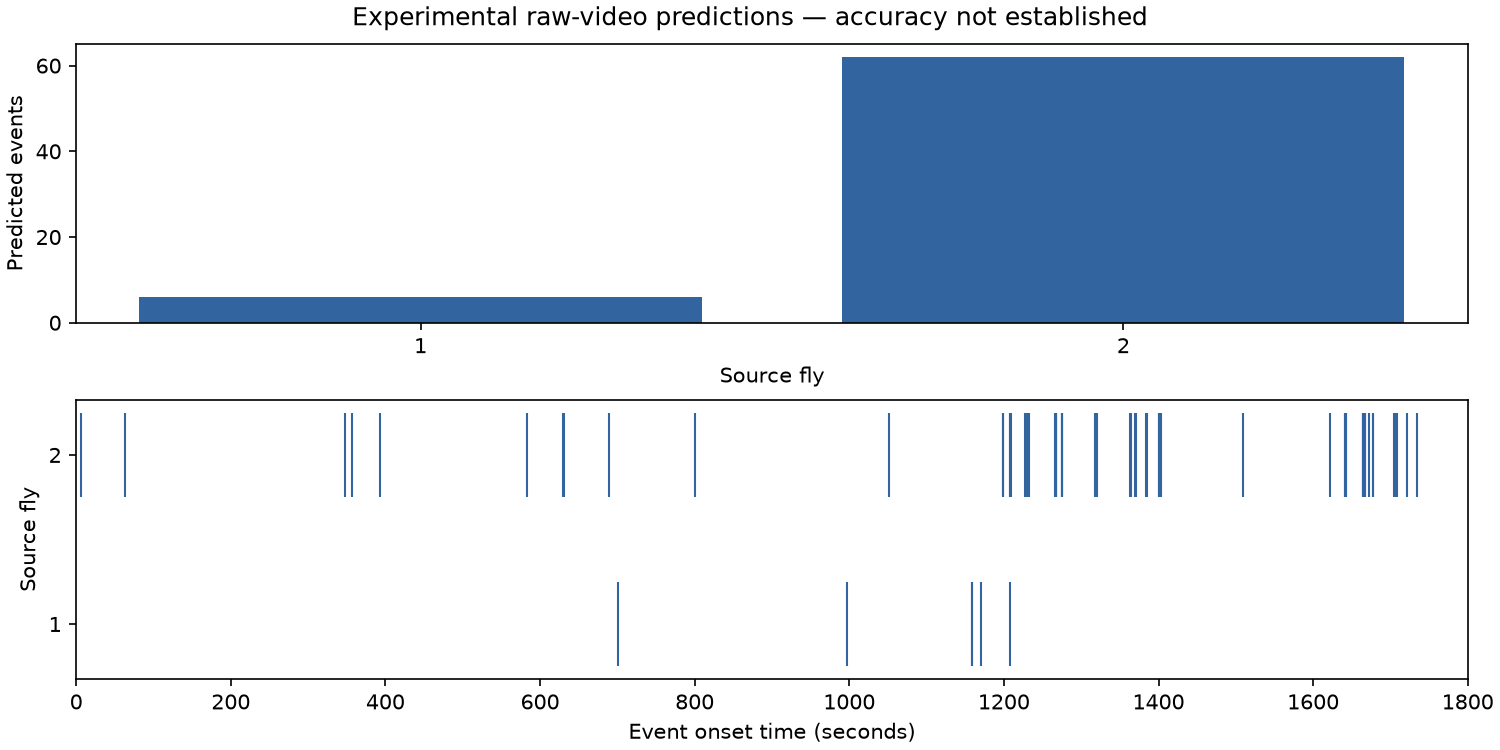 Experimental raw-video predictions — accuracy not established
Predicted events
60
40
20
0
1 2
Source fly
Source fly
2
1
0 200 400 600 800 1000 1200 1400 1600 1800
Event onset time (seconds)